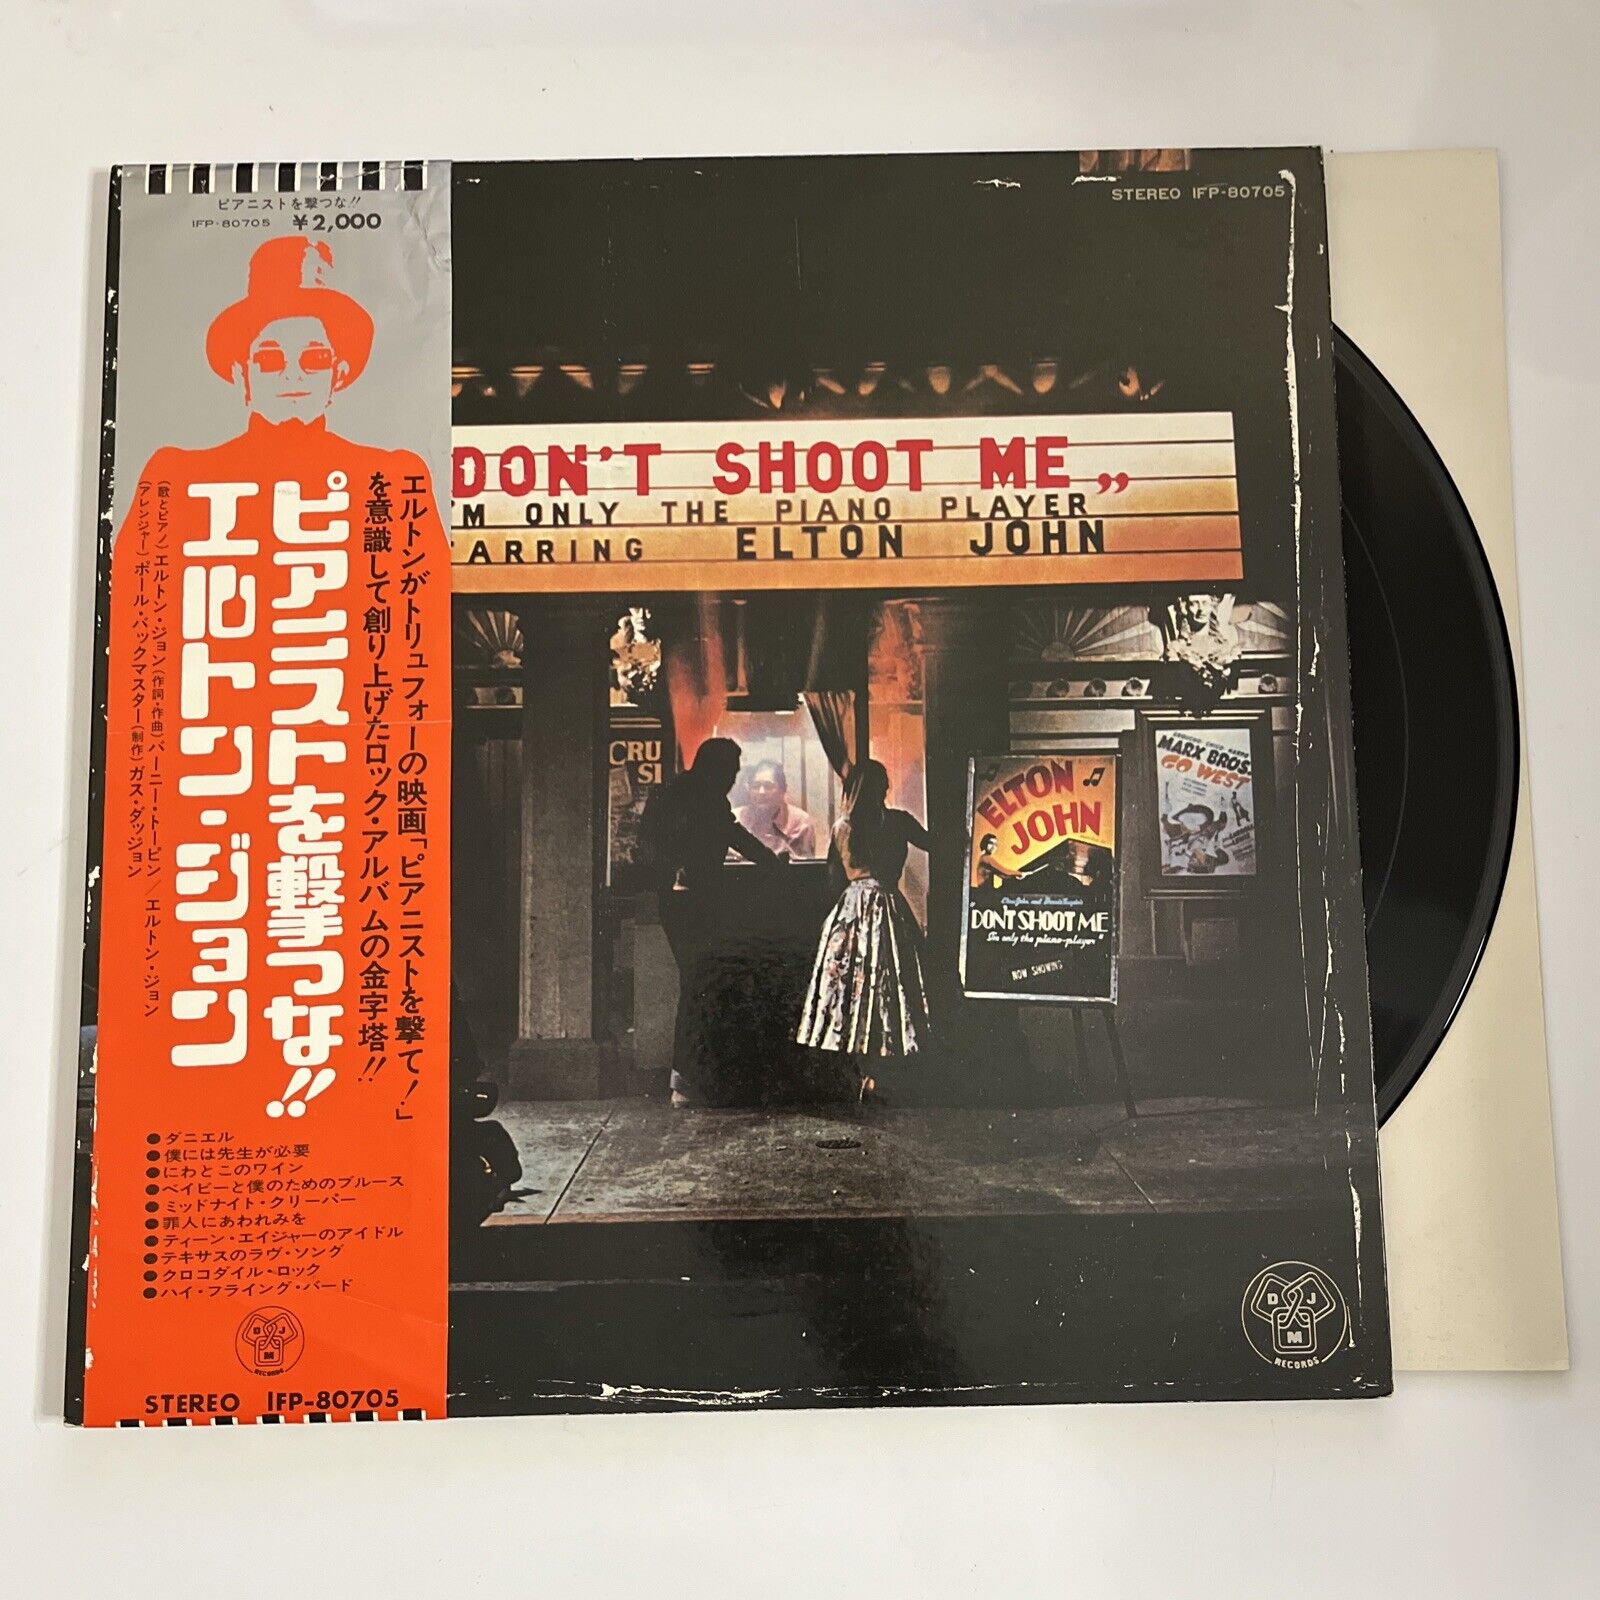 ピアニストを撃つな!!
IFP-80705 ¥2,000
エルトンがトリュフォーの映画「ピアニストを撃て!」
を意識して創り上げたロック・アルバムの金字塔!!
ピアニストを撃つな!!
エルトン・ジョン
(歌とピアノ)エルトン・ジョン(作詞・作曲)バーニー・トーピン/エルトン・ジョン
(アレンジャー)ポール・バックマスター(制作)ガス・ダッジョン
●ダニエル
●僕には先生が必要
●にわとこのワイン
●ベイビーと僕のためのブルース
●ミッドナイト・クリーパー
●罪人にあわれみを
●ティーン・エイジャーのアイドル
●テキサスのラヴ・ソング
●クロコダイル・ロック
●ハイ・フライング・バード
D J
M
RECORDS
STEREO IFP-80705
STEREO IFP-80705
DON'T SHOOT ME,,
'M ONLY THE PIANO PLAYER
TARRING ELTON JOHN
CRU
SI
ELTON
JOHN
"DON'T SHOOT ME
I'm only the piano-player"
NOW SHOWING
MARX BROS.
GO WEST
D J
M
RECORDS